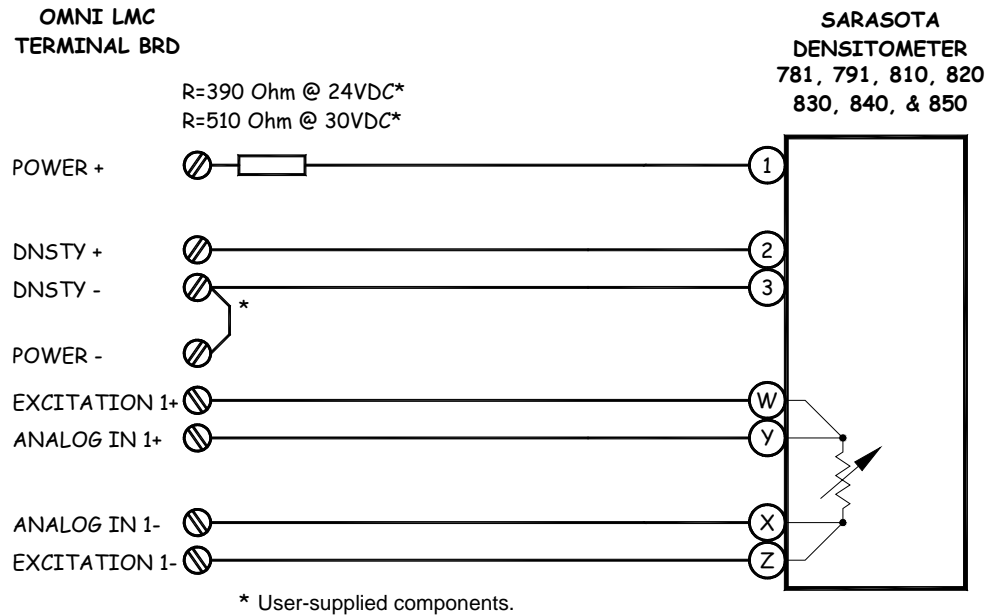 OMNI LMC
TERMINAL BRD
SARASOTA
DENSITOMETER
781, 791, 810, 820
830, 840, & 850
R=390 Ohm @ 24VDC*
R=510 Ohm @ 30VDC*
POWER +
1
DNSTY +
2
DNSTY -
3
*
POWER -
EXCITATION 1+
W
ANALOG IN 1+
Y
ANALOG IN 1-
X
EXCITATION 1-
Z
* User-supplied components.